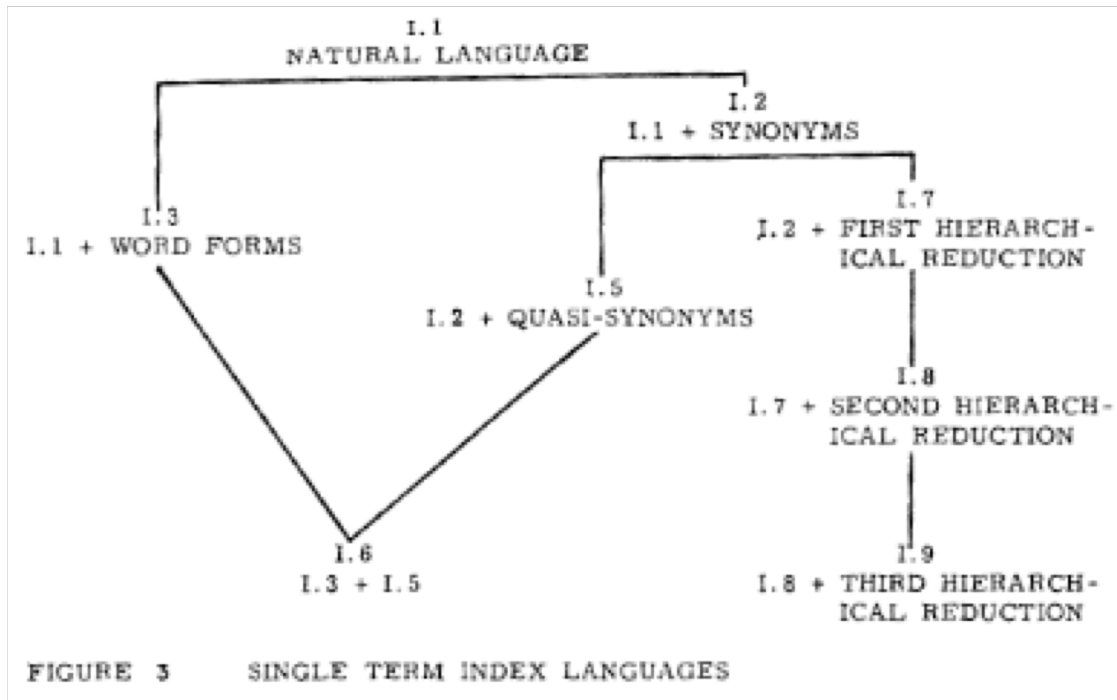 I.1
NATURAL LANGUAGE
I.2
I.1 + SYNONYMS
I.3
I.1 + WORD FORMS
I.7
I.2 + FIRST HIERARCH-
ICAL REDUCTION
I.5
I.2 + QUASI-SYNONYMS
I.8
I.7 + SECOND HIERARCH-
ICAL REDUCTION
I.6
I.3 + I.5
I.9
I.8 + THIRD HIERARCH-
ICAL REDUCTION
FIGURE 3 SINGLE TERM INDEX LANGUAGES